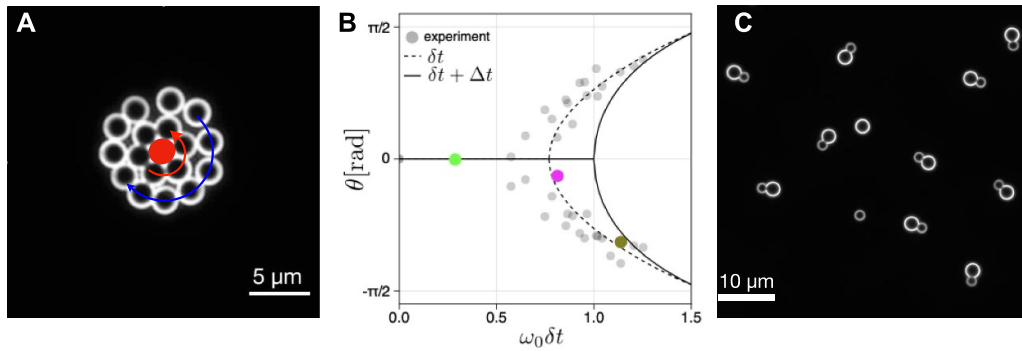 A
5 μm
B
π/2
0
-π/2
θ[rad]
experiment
δt
δt + Δt
0.0
0.5
1.0
1.5
ω₀δt
C
10 μm